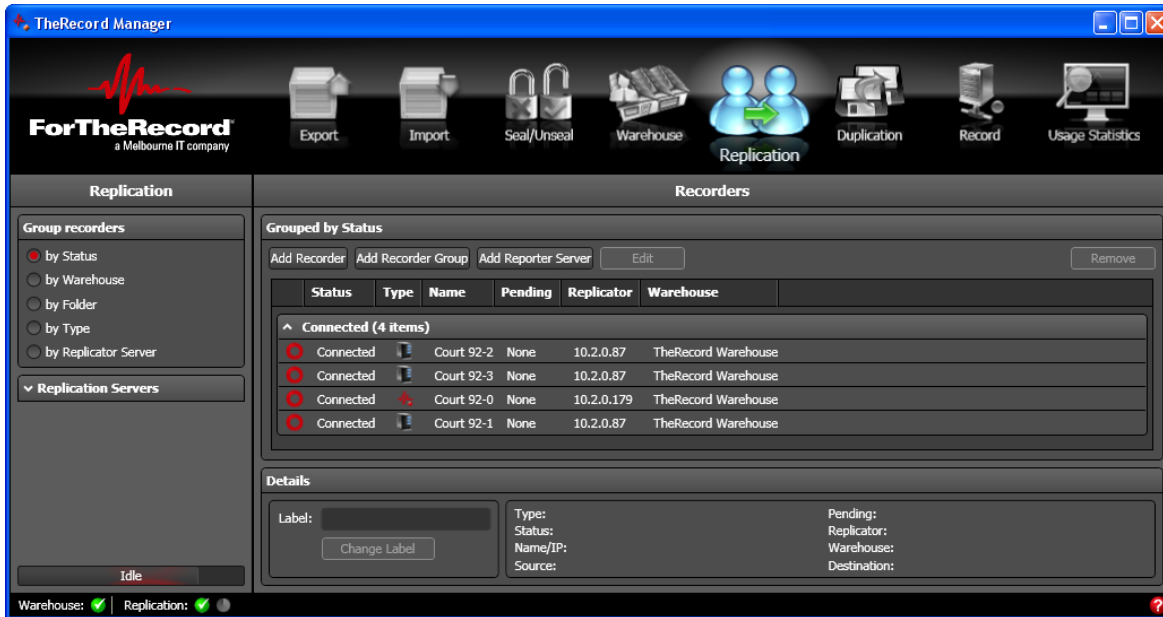 TheRecord Manager
ForTheRecord
a Melbourne IT company
Export
Import
Seal/Unseal
Warehouse
Replication
Duplication
Record
Usage Statistics
Replication
Recorders
Group recorders
by Status
by Warehouse
by Folder
by Type
by Replicator Server
Replication Servers
Idle
Grouped by Status
Add Recorder Add Recorder Group Add Reporter Server Edit Remove
Status Type Name Pending Replicator Warehouse
Connected (4 items)
Connected Court 92-2 None 10.2.0.87 TheRecord Warehouse
Connected Court 92-3 None 10.2.0.87 TheRecord Warehouse
Connected Court 92-0 None 10.2.0.179 TheRecord Warehouse
Connected Court 92-1 None 10.2.0.87 TheRecord Warehouse
Details
Label:
Change Label
Type:
Status:
Name/IP:
Source:
Pending:
Replicator:
Warehouse:
Destination:
Warehouse: Replication: ?